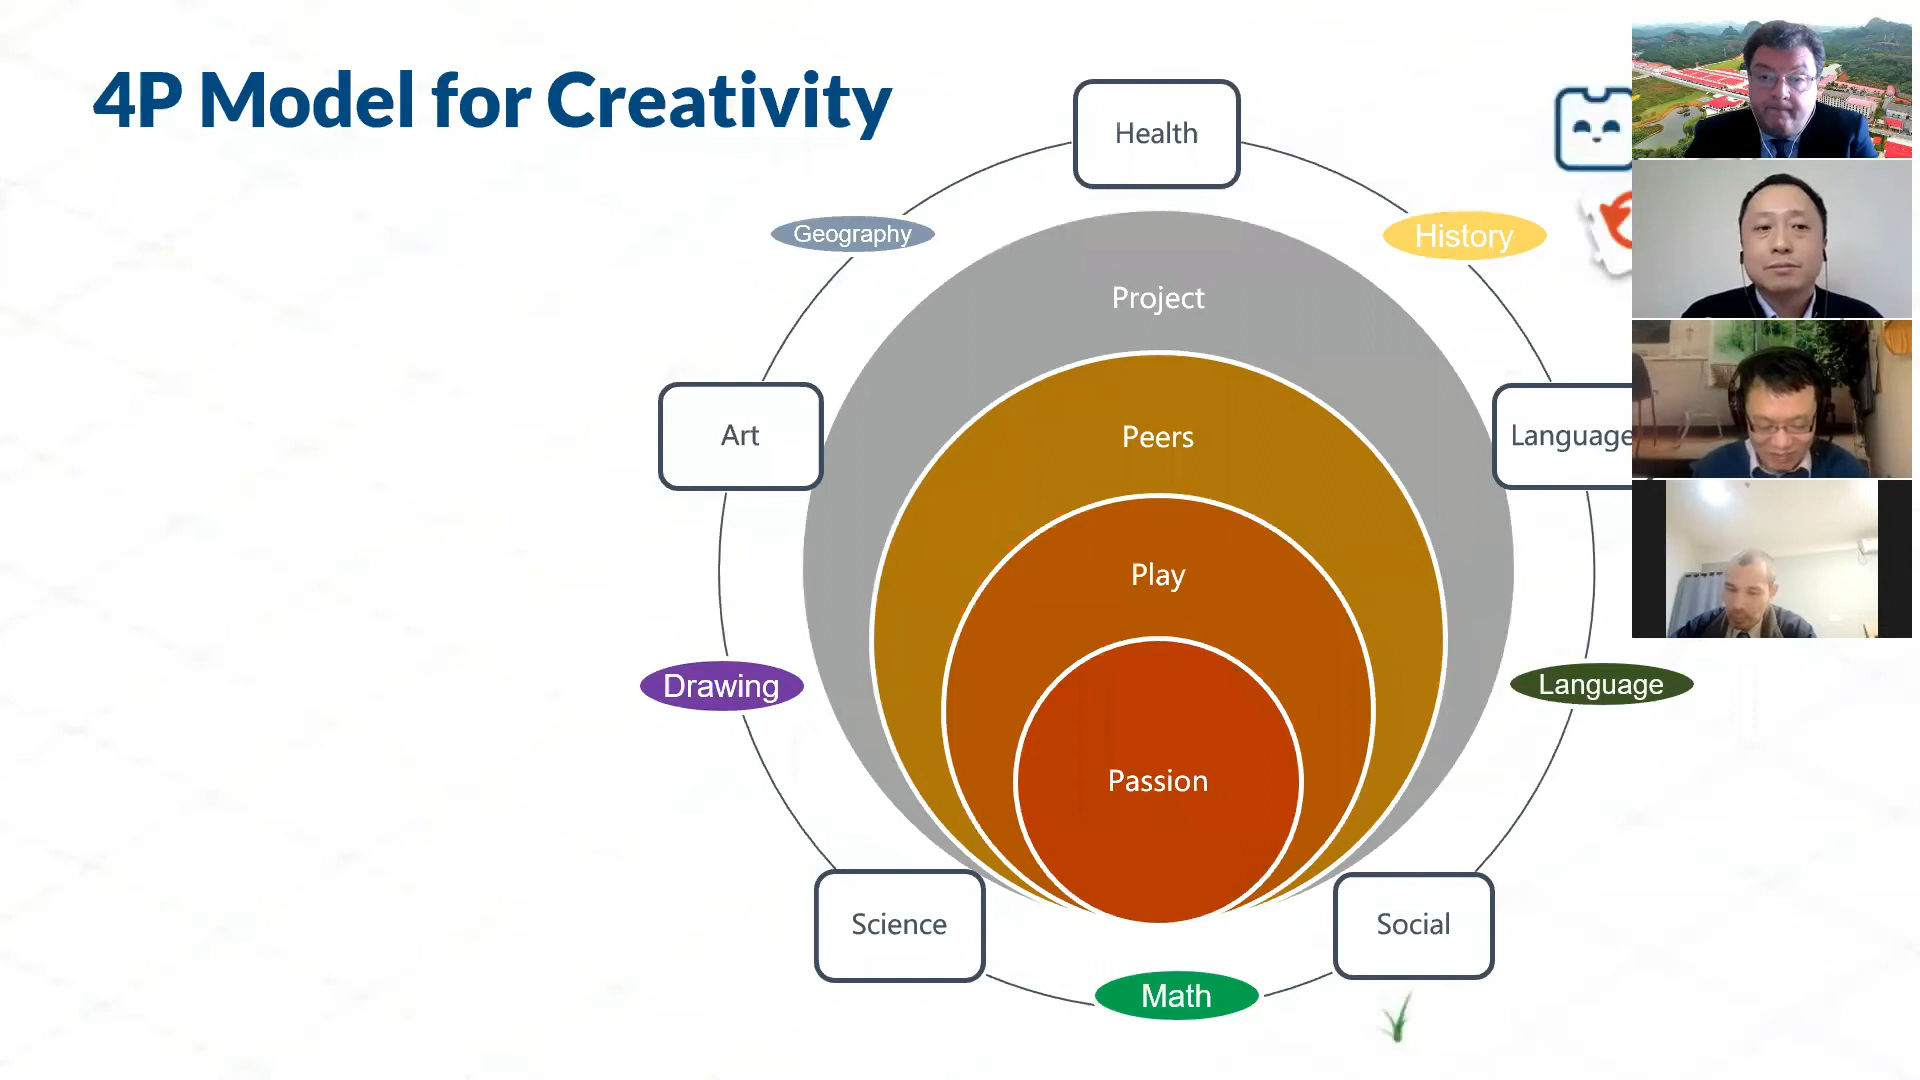 4P Model for Creativity
Health
Geography
History
Project
Art
Peers
Language
Play
Drawing
Language
Passion
Science
Social
Math